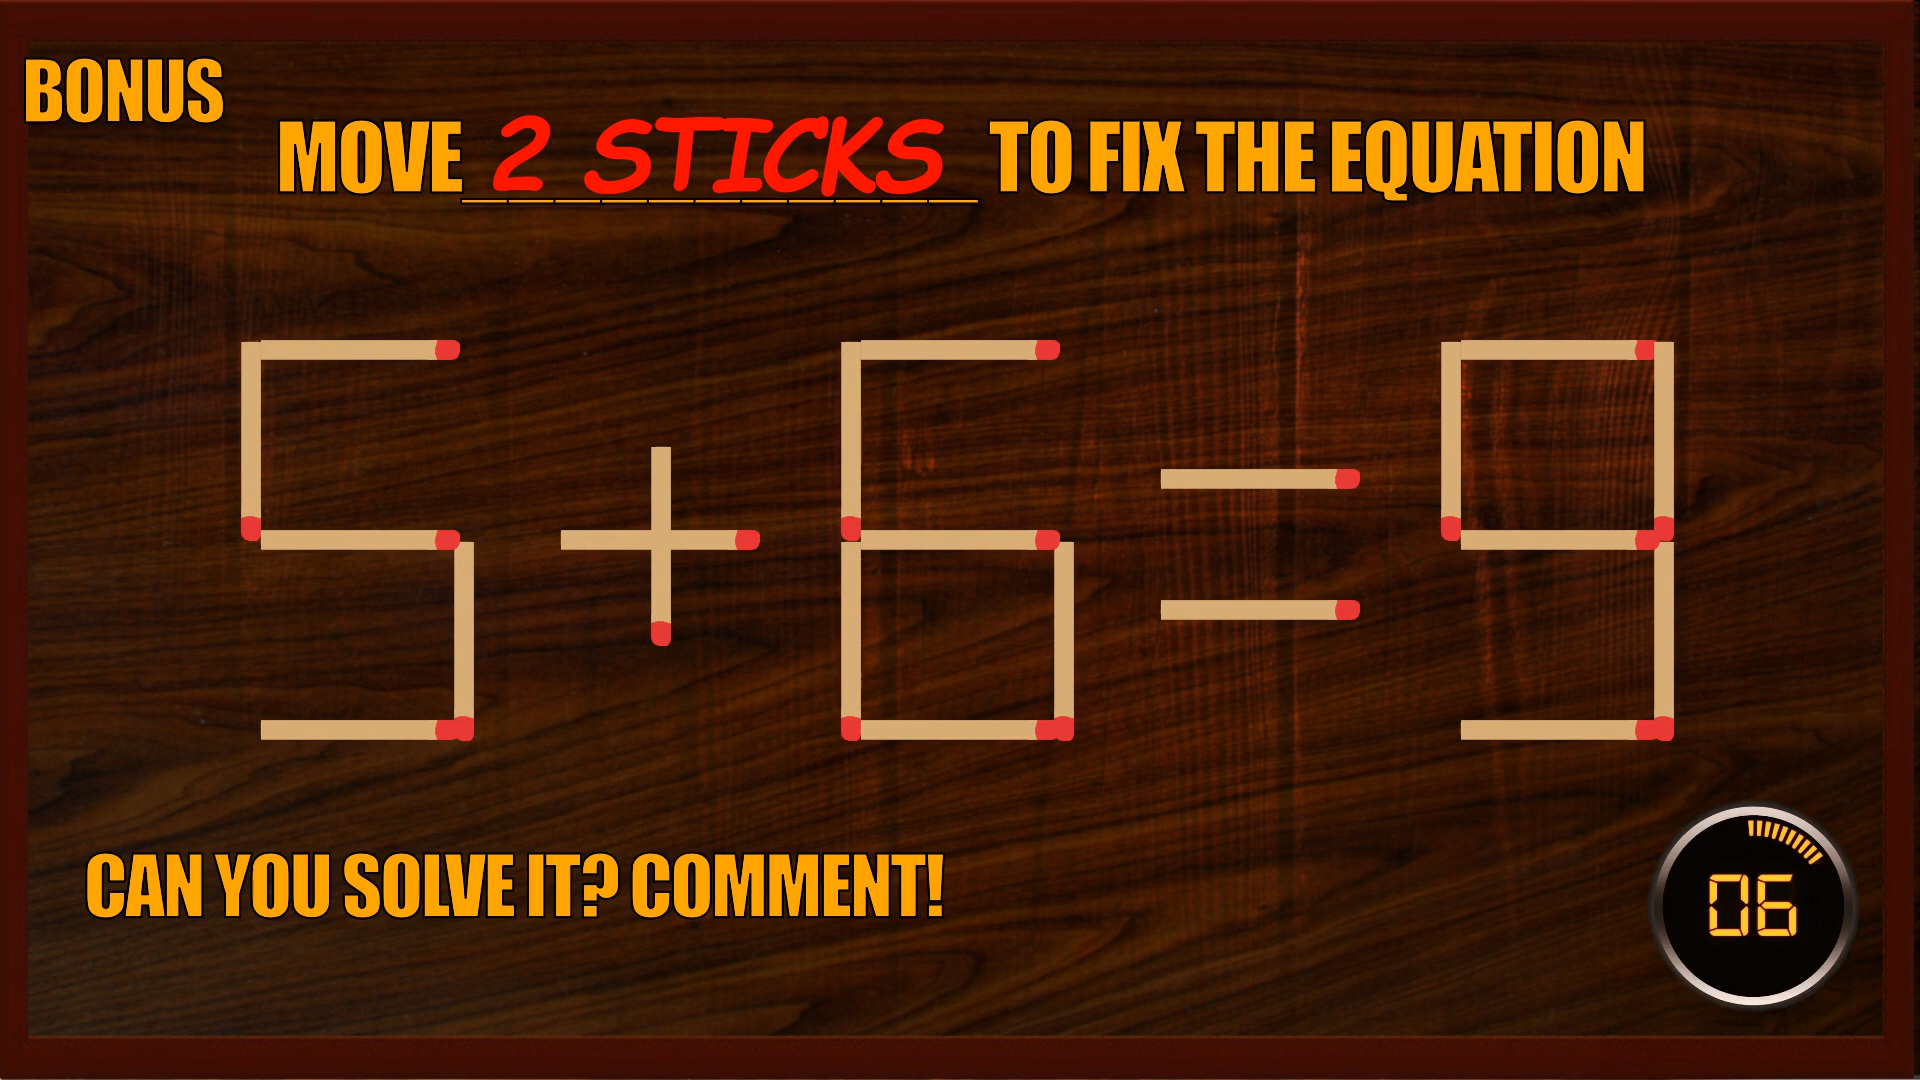 BONUS
MOVE 2 STICKS TO FIX THE EQUATION
5+6=9
CAN YOU SOLVE IT? COMMENT!
06